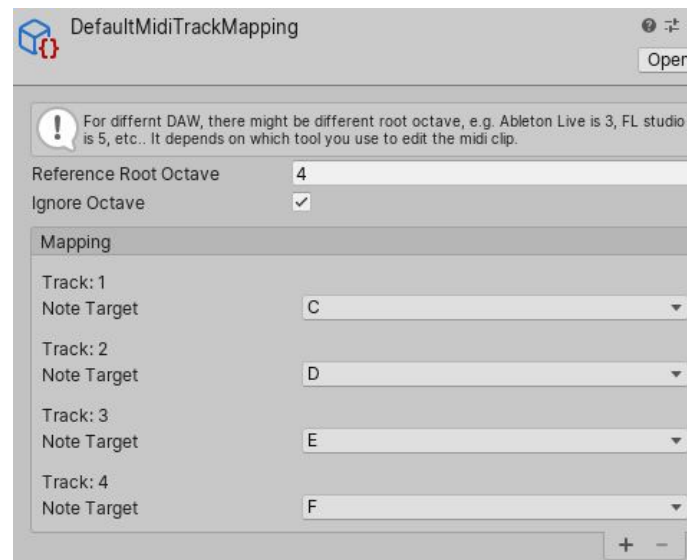 DefaultMidiTrackMapping
Open
For differnt DAW, there might be different root octave, e.g. Ableton Live is 3, FL studio
is 5, etc.. It depends on which tool you use to edit the midi clip.
Reference Root Octave 4
Ignore Octave
Mapping
Track: 1
Note Target C
Track: 2
Note Target D
Track: 3
Note Target E
Track: 4
Note Target F